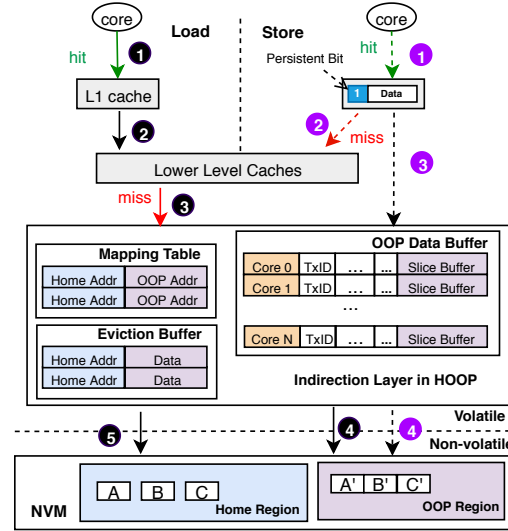 core
core
Load
Store
hit
1
hit
1
Persistent Bit
L1 cache
1
Data
2
2
miss
3
Lower Level Caches
miss
3
Mapping Table
Home Addr OOP Addr
Home Addr OOP Addr
Eviction Buffer
Home Addr Data
Home Addr Data
OOP Data Buffer
Core 0 TxID ... ... Slice Buffer
Core 1 TxID ... ... Slice Buffer
...
Core N TxID ... ... Slice Buffer
Indirection Layer in HOOP
Volatile
5
4
4
Non-volatile
NVM
A B C
Home Region
A' B' C'
OOP Region